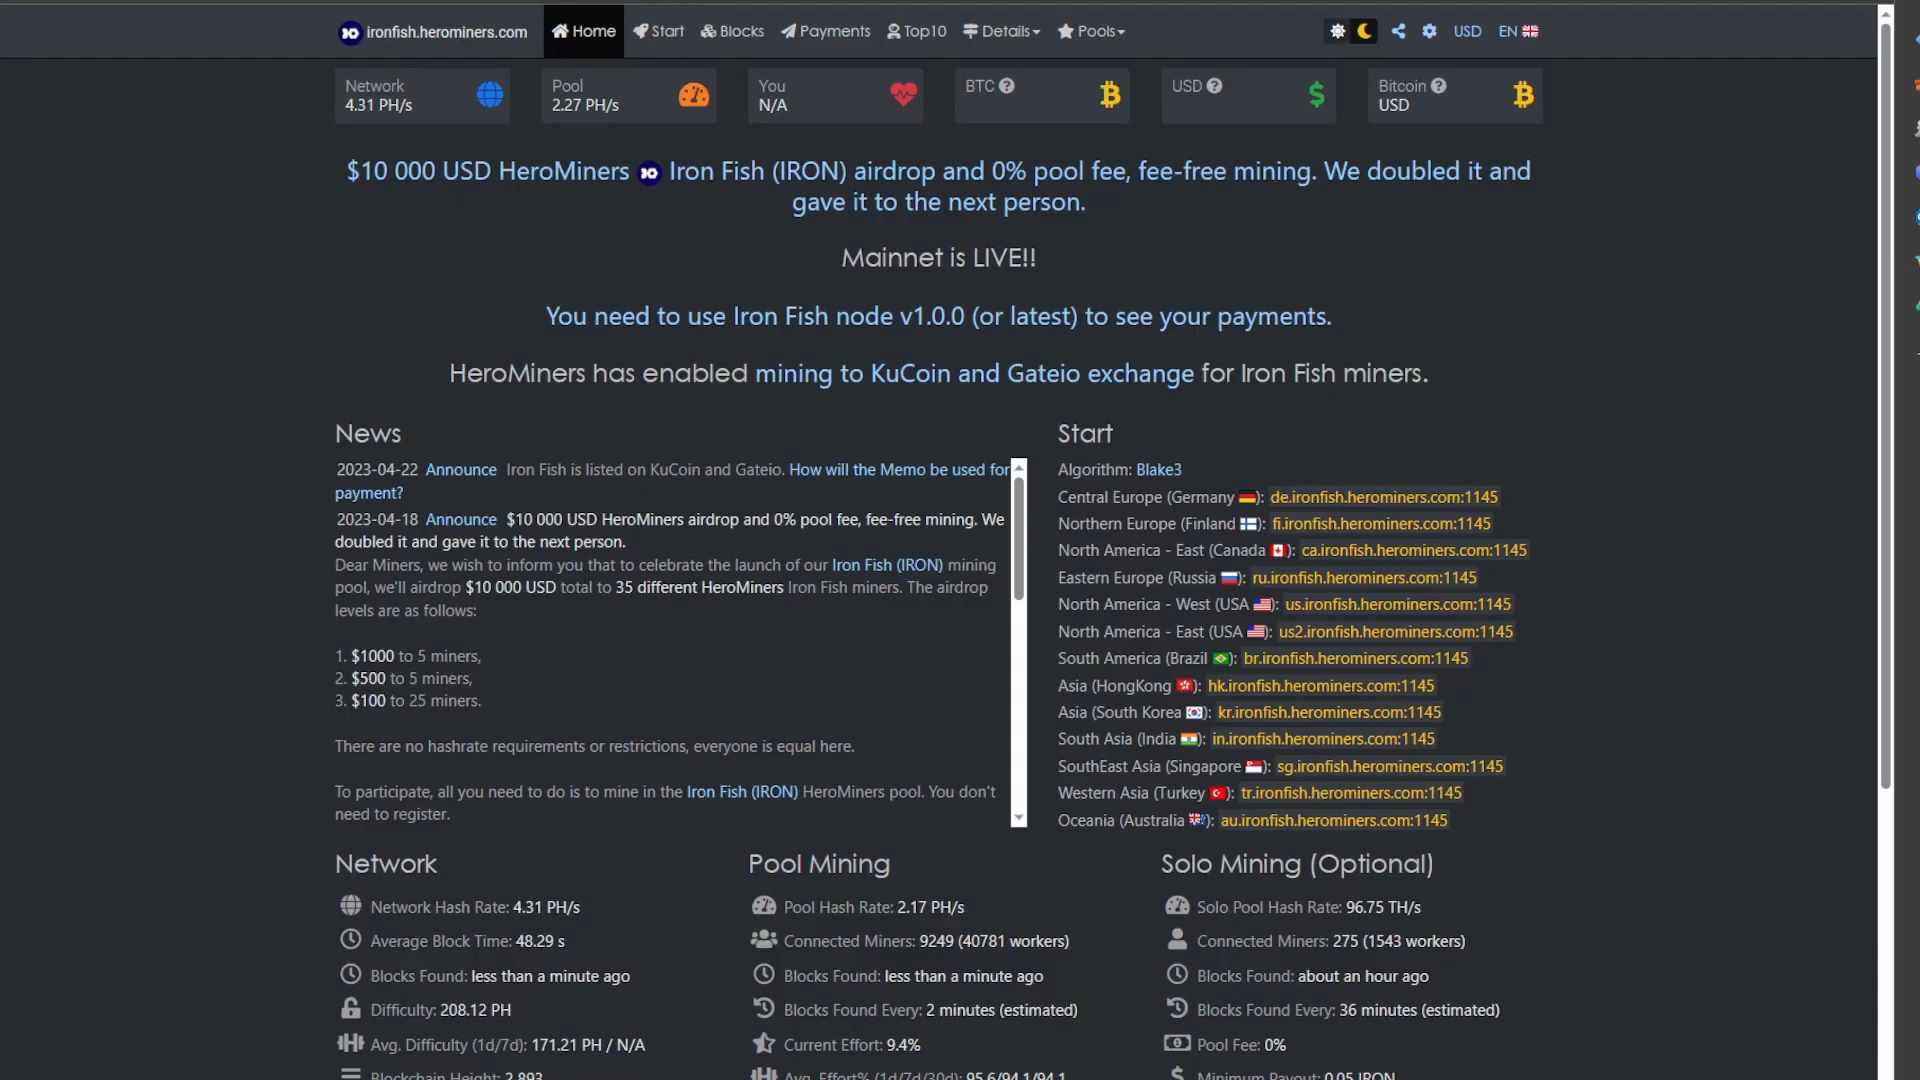 ironfish.herominers.com Home Start Blocks Payments Top10 Details Pools USD EN
Network
4.31 PH/s
Pool
2.27 PH/s
You
N/A
BTC
USD
Bitcoin
USD
$10 000 USD HeroMiners Iron Fish (IRON) airdrop and 0% pool fee, fee-free mining. We doubled it and
gave it to the next person.
Mainnet is LIVE!!
You need to use Iron Fish node v1.0.0 (or latest) to see your payments.
HeroMiners has enabled mining to KuCoin and Gateio exchange for Iron Fish miners.
News
2023-04-22 Announce Iron Fish is listed on KuCoin and Gateio. How will the Memo be used for
payment?
2023-04-18 Announce $10 000 USD HeroMiners airdrop and 0% pool fee, fee-free mining. We
doubled it and gave it to the next person.
Dear Miners, we wish to inform you that to celebrate the launch of our Iron Fish (IRON) mining
pool, we'll airdrop $10 000 USD total to 35 different HeroMiners Iron Fish miners. The airdrop
levels are as follows:
1. $1000 to 5 miners,
2. $500 to 5 miners,
3. $100 to 25 miners.
There are no hashrate requirements or restrictions, everyone is equal here.
To participate, all you need to do is to mine in the Iron Fish (IRON) HeroMiners pool. You don't
need to register.
Start
Algorithm: Blake3
Central Europe (Germany ): de.ironfish.herominers.com:1145
Northern Europe (Finland ): fi.ironfish.herominers.com:1145
North America - East (Canada ): ca.ironfish.herominers.com:1145
Eastern Europe (Russia ): ru.ironfish.herominers.com:1145
North America - West (USA ): us.ironfish.herominers.com:1145
North America - East (USA ): us2.ironfish.herominers.com:1145
South America (Brazil ): br.ironfish.herominers.com:1145
Asia (HongKong ): hk.ironfish.herominers.com:1145
Asia (South Korea ): kr.ironfish.herominers.com:1145
South Asia (India ): in.ironfish.herominers.com:1145
SouthEast Asia (Singapore ): sg.ironfish.herominers.com:1145
Western Asia (Turkey ): tr.ironfish.herominers.com:1145
Oceania (Australia ): au.ironfish.herominers.com:1145
Network
Network Hash Rate: 4.31 PH/s
Average Block Time: 48.29 s
Blocks Found: less than a minute ago
Difficulty: 208.12 PH
Avg. Difficulty (1d/7d): 171.21 PH / N/A
Blockchain Height: 2,893
Pool Mining
Pool Hash Rate: 2.17 PH/s
Connected Miners: 9249 (40781 workers)
Blocks Found: less than a minute ago
Blocks Found Every: 2 minutes (estimated)
Current Effort: 9.4%
Avg. Effort% (1d/7d/30d): 95.6/94.1/94.1
Solo Mining (Optional)
Solo Pool Hash Rate: 96.75 TH/s
Connected Miners: 275 (1543 workers)
Blocks Found: about an hour ago
Blocks Found Every: 36 minutes (estimated)
Pool Fee: 0%
Minimum Payout: 0.05 IRON